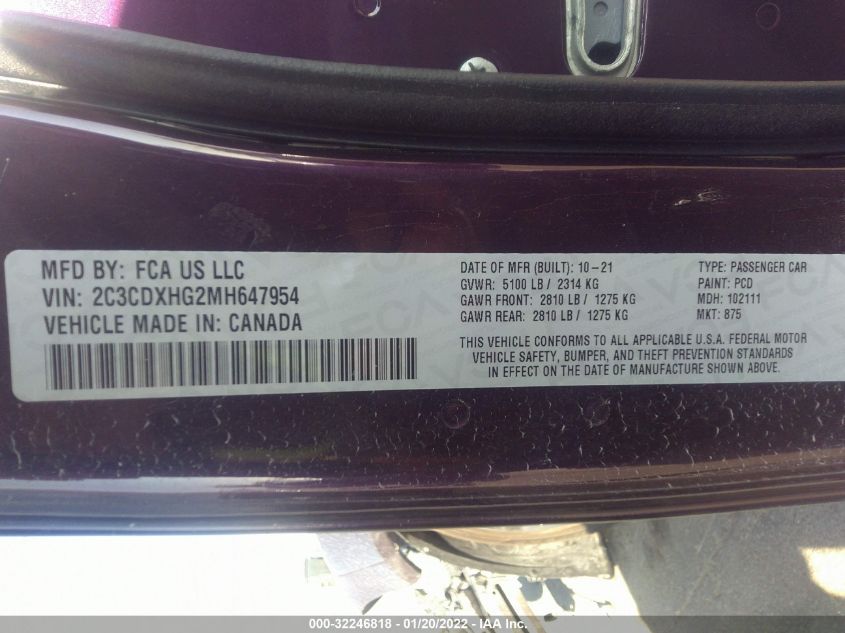 MFD BY: FCA US LLC
VIN: 2C3CDXHG2MH647954
VEHICLE MADE IN: CANADA
DATE OF MFR (BUILT): 10-21
GVWR: 5100 LB / 2314 KG
GAWR FRONT: 2810 LB / 1275 KG
GAWR REAR: 2810 LB / 1275 KG
TYPE: PASSENGER CAR
PAINT: PCD
MDH: 102111
MKT: 875
THIS VEHICLE CONFORMS TO ALL APPLICABLE U.S.A. FEDERAL MOTOR
VEHICLE SAFETY, BUMPER, AND THEFT PREVENTION STANDARDS
IN EFFECT ON THE DATE OF MANUFACTURE SHOWN ABOVE.
000-32246818 - 01/20/2022 - IAA Inc.